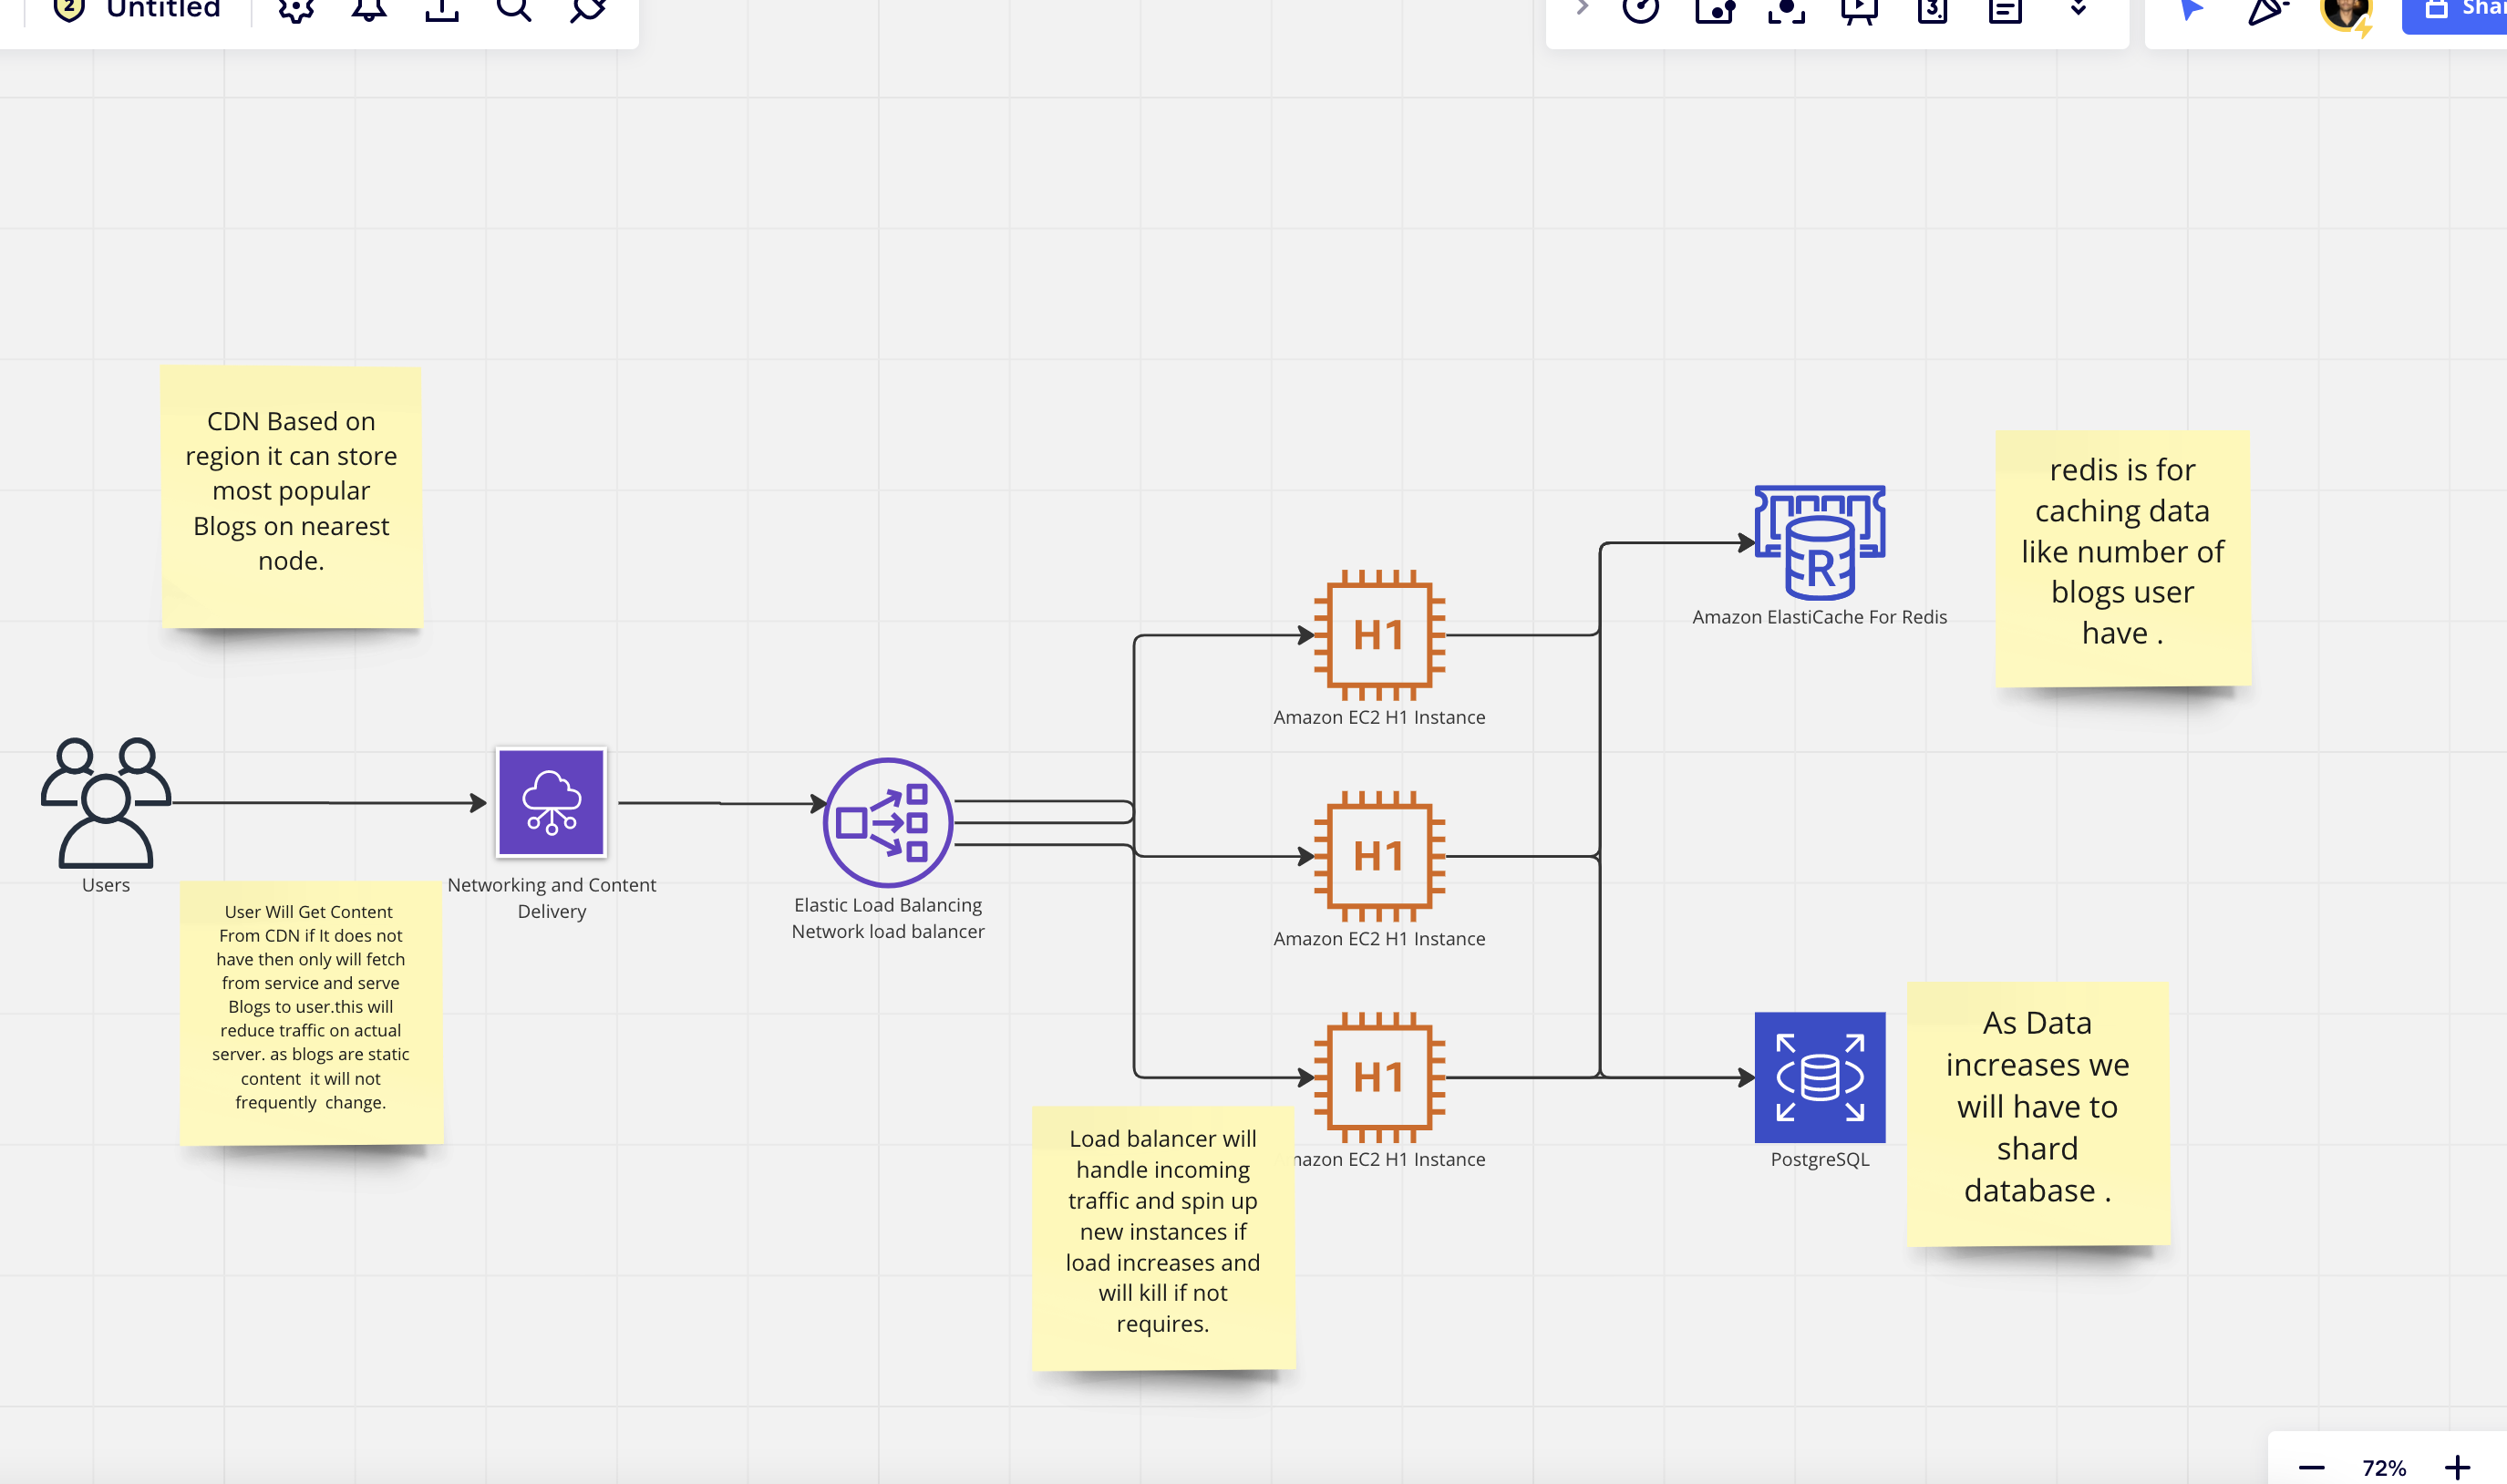 2
Untitled
3
Shar
CDN Based on
region it can store
most popular
Blogs on nearest
node.
redis is for
caching data
like number of
blogs user
have .
R
Amazon ElastiCache For Redis
H1
Amazon EC2 H1 Instance
Users
Networking and Content
Delivery
Elastic Load Balancing
Network load balancer
H1
Amazon EC2 H1 Instance
User Will Get Content
From CDN if It does not
have then only will fetch
from service and serve
Blogs to user.this will
reduce traffic on actual
server. as blogs are static
content it will not
frequently change.
H1
mazon EC2 H1 Instance
PostgreSQL
As Data
increases we
will have to
shard
database .
Load balancer will
handle incoming
traffic and spin up
new instances if
load increases and
will kill if not
requires.
72%